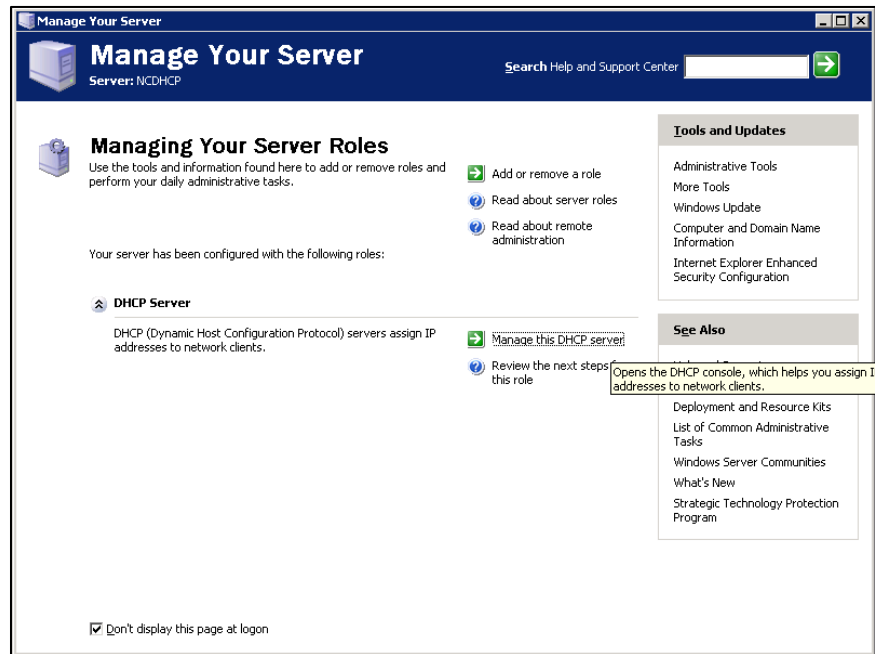 Manage Your Server
Manage Your Server
Server: NCDHCP
Search Help and Support Center
Managing Your Server Roles
Use the tools and information found here to add or remove roles and
perform your daily administrative tasks.
Add or remove a role
Read about server roles
Read about remote
administration
Your server has been configured with the following roles:
DHCP Server
DHCP (Dynamic Host Configuration Protocol) servers assign IP
addresses to network clients.
Manage this DHCP server
Review the next steps
this role
Opens the DHCP console, which helps you assign I
addresses to network clients.
Tools and Updates
Administrative Tools
More Tools
Windows Update
Computer and Domain Name
Information
Internet Explorer Enhanced
Security Configuration
See Also
Deployment and Resource Kits
List of Common Administrative
Tasks
Windows Server Communities
What's New
Strategic Technology Protection
Program
Don't display this page at logon